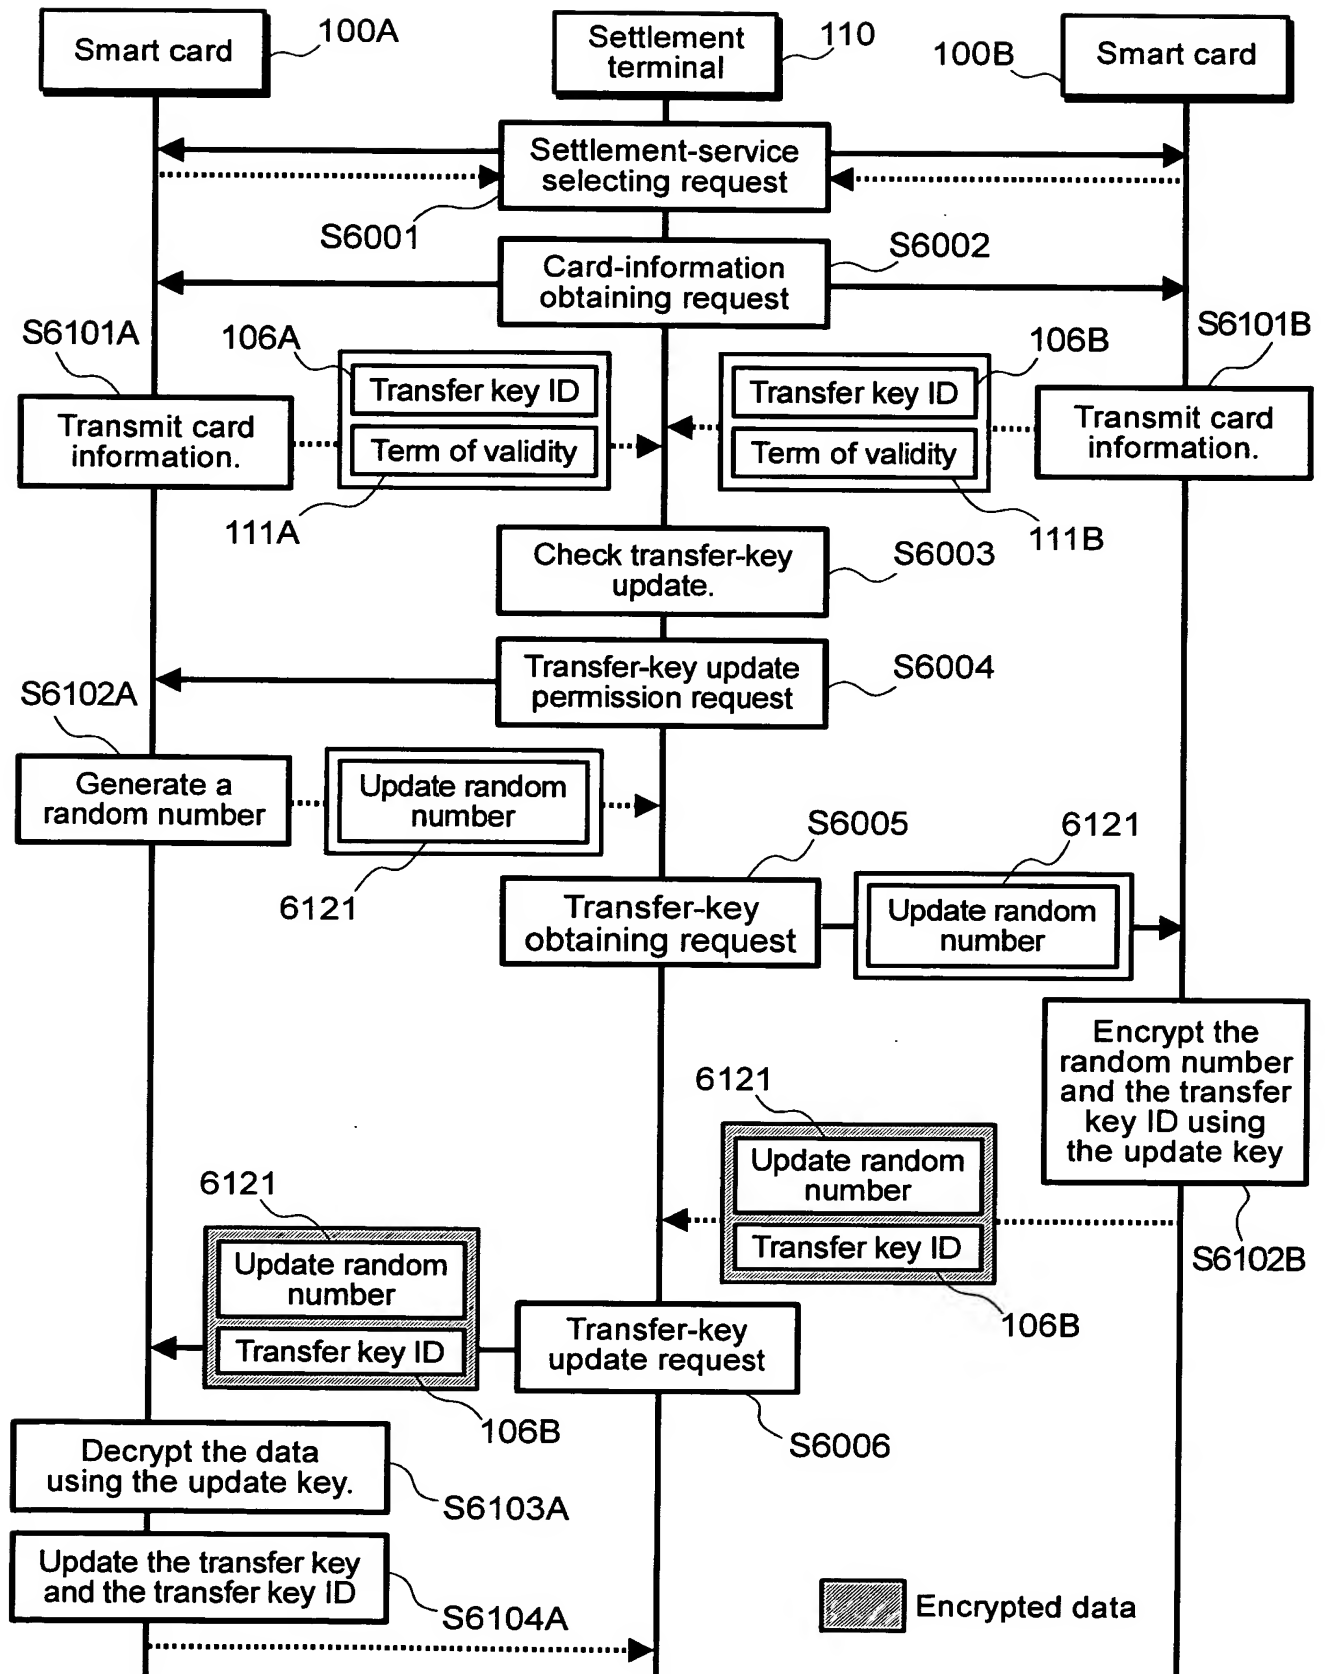 Smart card
100A
Settlement
terminal
110
100B
Smart card
Settlement-service
selecting request
S6001
Card-information
obtaining request
S6002
S6101A
106A
106B
S6101B
Transmit card
information.
Transfer key ID
Term of validity
Transfer key ID
Term of validity
Transmit card
information.
111A
111B
Check transfer-key
update.
S6003
Transfer-key update
permission request
S6004
S6102A
Generate a
random number
Update random
number
6121
S6005
6121
Transfer-key
obtaining request
Update random
number
Encrypt the
random number
and the transfer
key ID using
the update key
6121
Update random
number
Transfer key ID
S6102B
106B
6121
Update random
number
Transfer key ID
106B
Transfer-key
update request
S6006
Decrypt the data
using the update key.
S6103A
Update the transfer key
and the transfer key ID
S6104A
Encrypted data